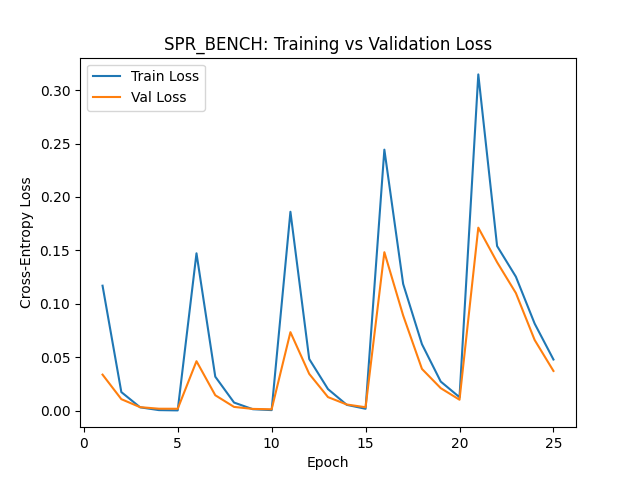 SPR_BENCH: Training vs Validation Loss
Train Loss
Val Loss
Cross-Entropy Loss
0.30
0.25
0.20
0.15
0.10
0.05
0.00
0
5
10
15
20
25
Epoch